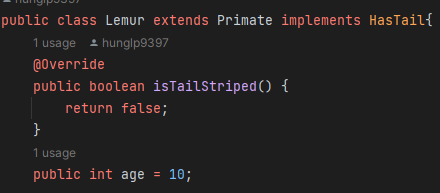 hunglp9397
public class Lemur extends Primate implements HasTail{
1 usage hunglp9397
@Override
public boolean isTailStriped() {
return false;
}
1 usage
public int age = 10;